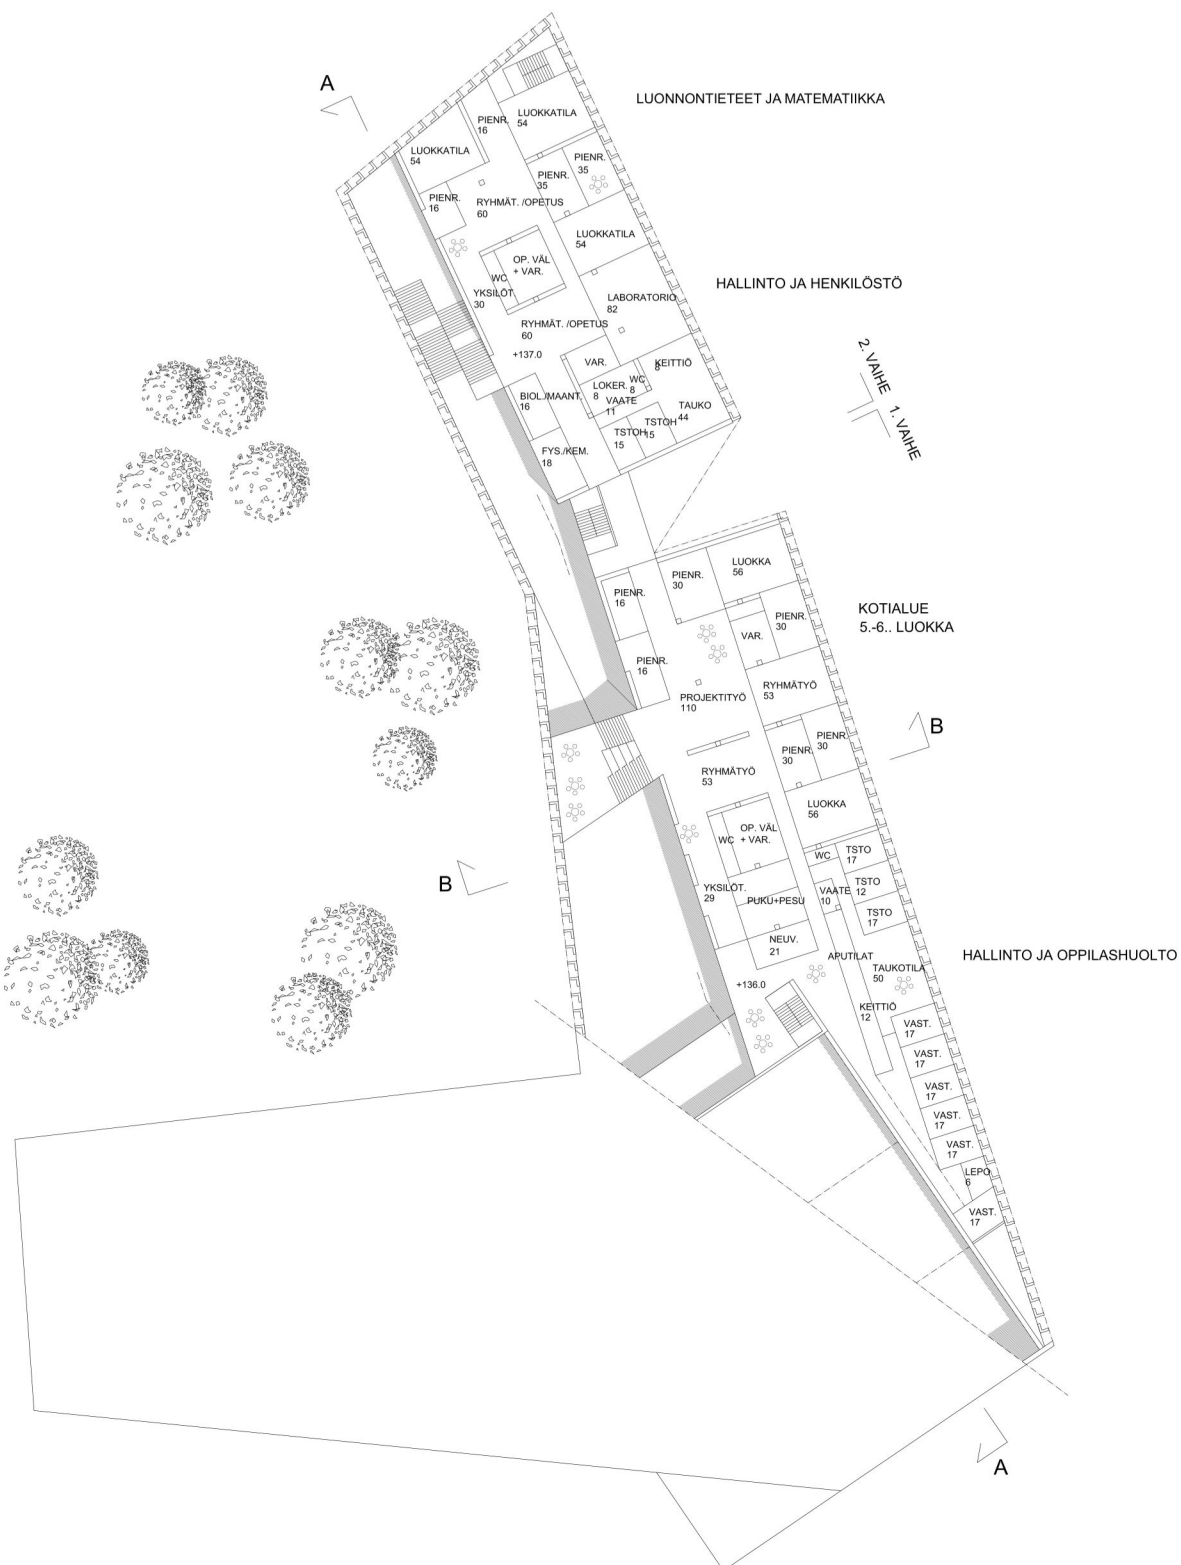 A
LUONNONTIETEET JA MATEMATIIKKA
PIENR.
16
LUOKKATILA
54
LUOKKATILA
54
PIENR.
35
PIENR.
35
PIENR.
16
RYHMÄT. /OPETUS
60
LUOKKATILA
54
OP. VÄL
+ VAR.
WC
YKSILÖT.
30
HALLINTO JA HENKILÖSTÖ
LABORATORIO
82
RYHMÄT. /OPETUS
60
+137.0
VAR.
KEITTIÖ
8
WC
8
LOKER.
8
VAATE
11
BIOL./MAANT.
16
TAUKO
44
TSTOH
15
TSTOH
15
FYS./KEM.
18
2. VAIHE
1. VAIHE
LUOKKA
56
PIENR.
30
PIENR.
16
PIENR.
30
VAR.
KOTIALUE
5.-6.. LUOKKA
PIENR.
16
RYHMÄTYÖ
53
PROJEKTITYÖ
110
B
PIENR.
30
PIENR.
30
RYHMÄTYÖ
53
LUOKKA
56
OP. VÄL
+ VAR.
WC
WC
TSTO
17
B
TSTO
12
VAATE
10
YKSILÖT.
29
PUKU+PESU
TSTO
17
NEUV.
21
APUTILAT
HALLINTO JA OPPILASHUOLTO
TAUKOTILA
50
+136.0
KEITTIÖ
12
VAST.
17
VAST.
17
VAST.
17
VAST.
17
VAST.
17
LEPO
6
VAST.
17
A